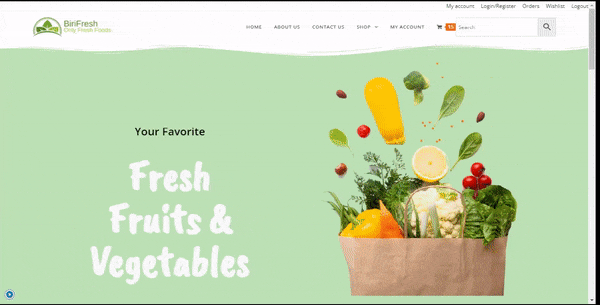 My account Login/Register Orders Wishlist Logout
BiriFresh
Only Fresh Foods
HOME ABOUT US CONTACT US SHOP MY ACCOUNT Search
Your Favorite
Fresh
Fruits &
Vegetables